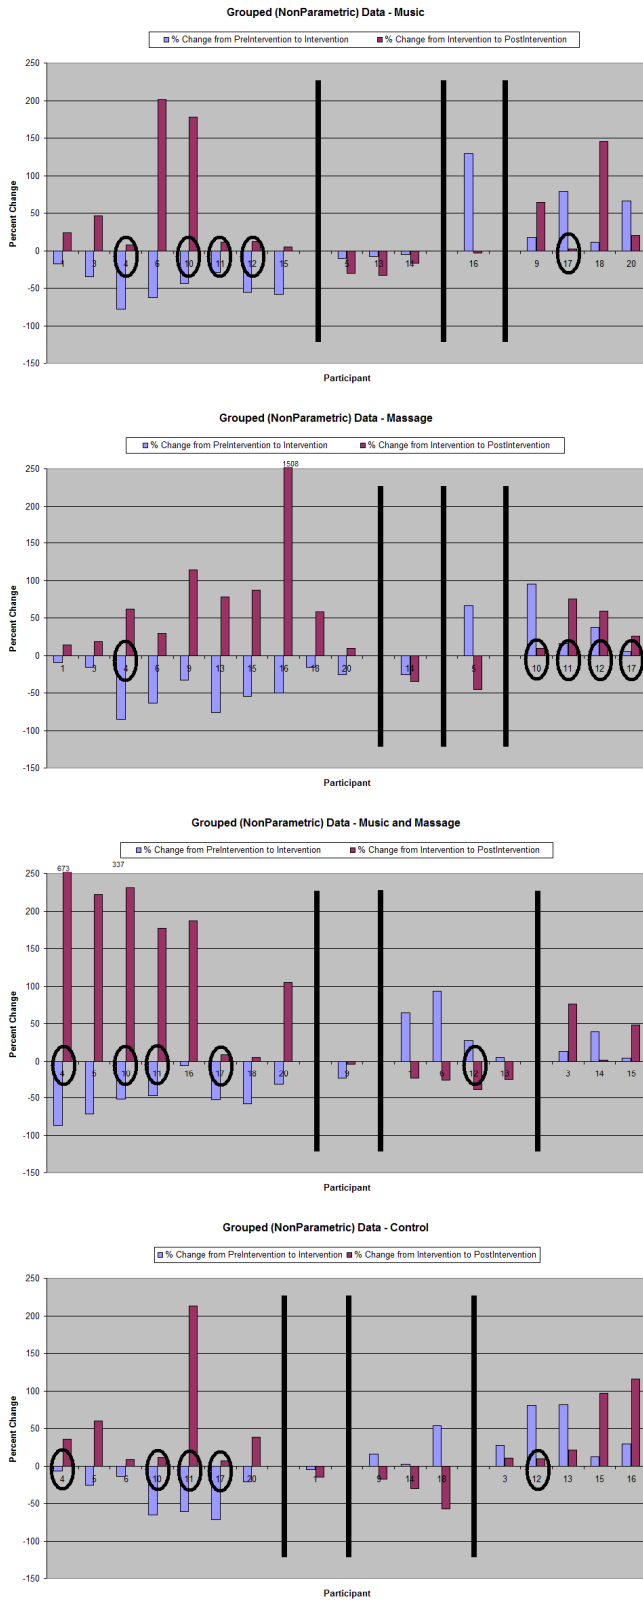 Grouped (NonParametric) Data - Music
% Change from PreIntervention to Intervention % Change from Intervention to PostIntervention
250
200
150
100
50
0
-50
-100
-150
Percent Change
1 3 4 6 10 11 12 15 5 13 14 16 9 17 18 20
Participant
Grouped (NonParametric) Data - Massage
% Change from PreIntervention to Intervention % Change from Intervention to PostIntervention
1508
250
200
150
100
50
0
-50
-100
-150
Percent Change
1 3 4 6 9 13 15 16 18 20 14 5 10 11 12 17
Participant
Grouped (NonParametric) Data - Music and Massage
% Change from PreIntervention to Intervention % Change from Intervention to PostIntervention
673 337
250
200
150
100
50
0
-50
-100
-150
Percent Change
4 5 10 11 16 17 18 20 9 1 6 12 13 3 14 15
Participant
Grouped (NonParametric) Data - Control
% Change from PreIntervention to Intervention % Change from Intervention to PostIntervention
250
200
150
100
50
0
-50
-100
-150
Percent Change
4 5 6 10 11 17 20 1 9 14 18 3 12 13 15 16
Participant